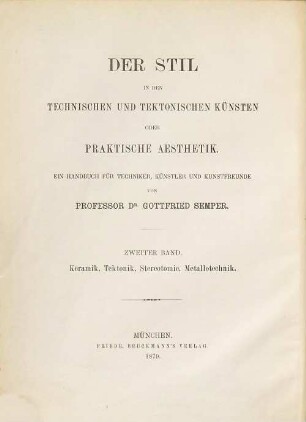 DER STIL
IN DEN
TECHNISCHEN UND TEKTONISCHEN KÜNSTEN
ODER
PRAKTISCHE AESTHETIK.
EIN HANDBUCH FÜR TECHNIKER, KÜNSTLER UND KUNSTFREUNDE
VON
PROFESSOR DR GOTTFRIED SEMPER.
ZWEITER BAND.
Keramik, Tektonik, Stereotomie, Metallotechnik.
MÜNCHEN.
FRIEDR. BRUCKMANN'S VERLAG.
1879.